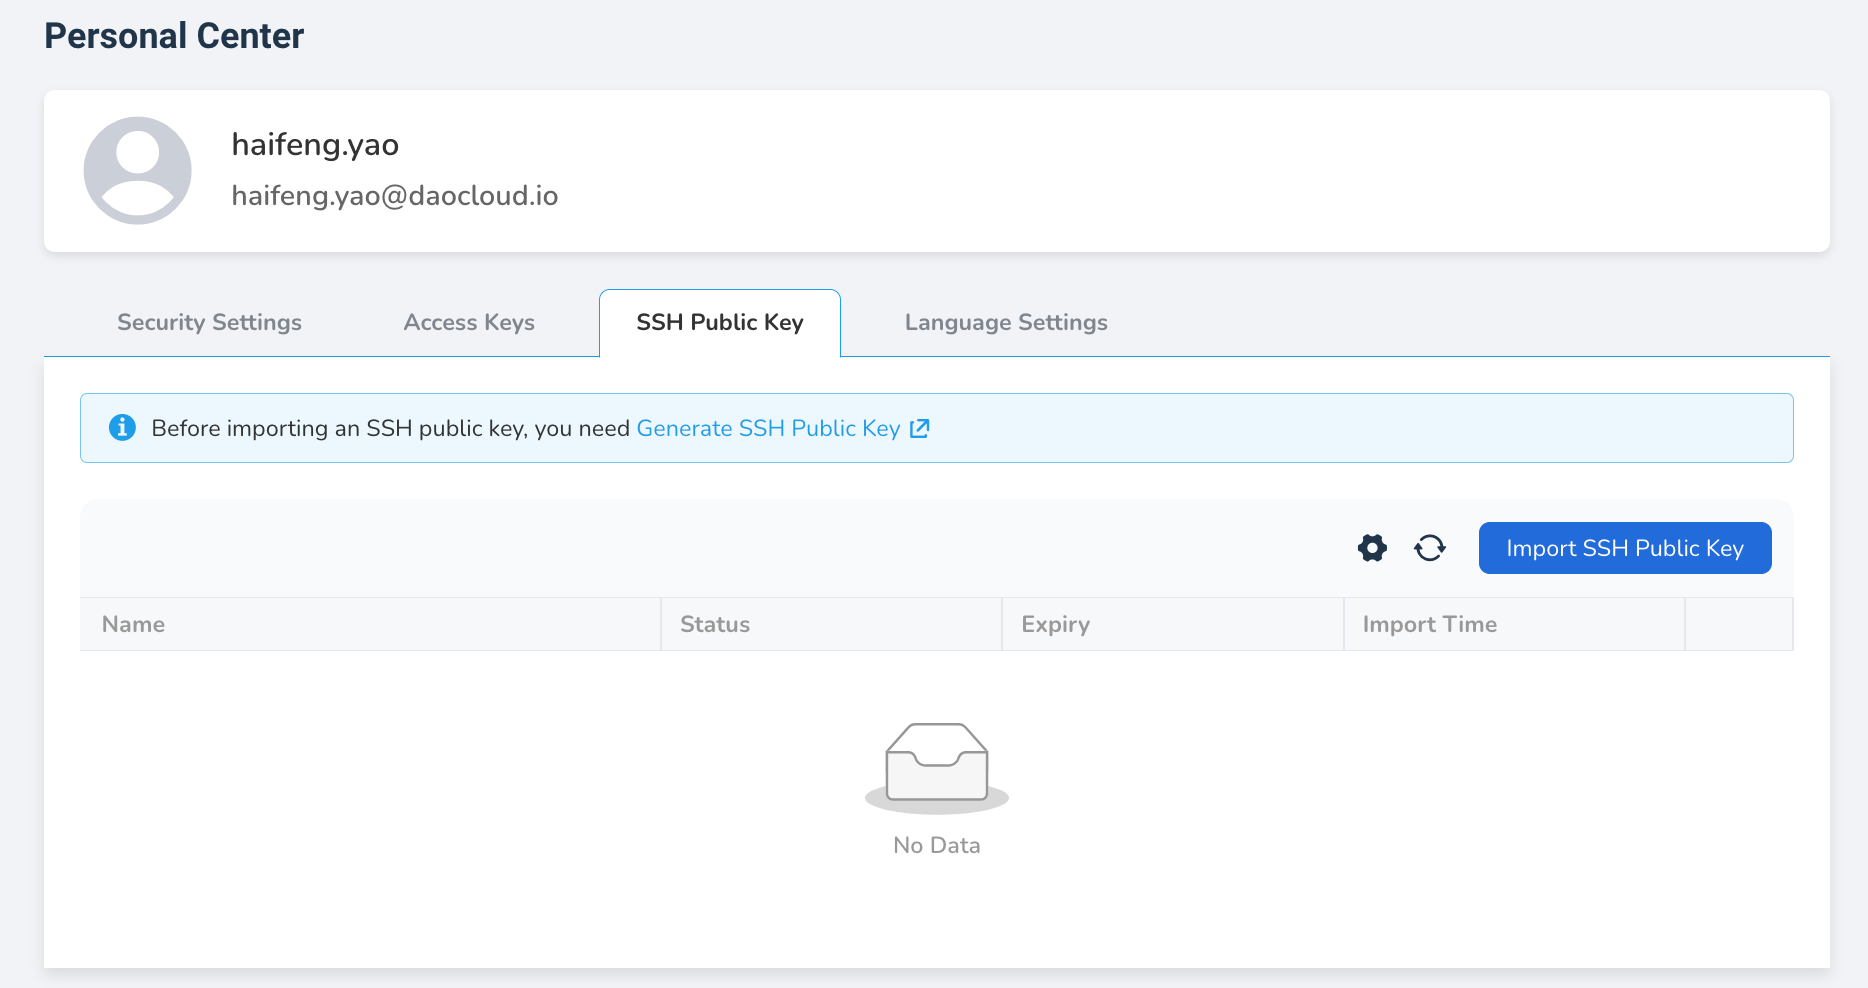 Personal Center
haifeng.yao
haifeng.yao@daocloud.io
Security Settings Access Keys SSH Public Key Language Settings
Before importing an SSH public key, you need Generate SSH Public Key
Import SSH Public Key
Name Status Expiry Import Time
No Data